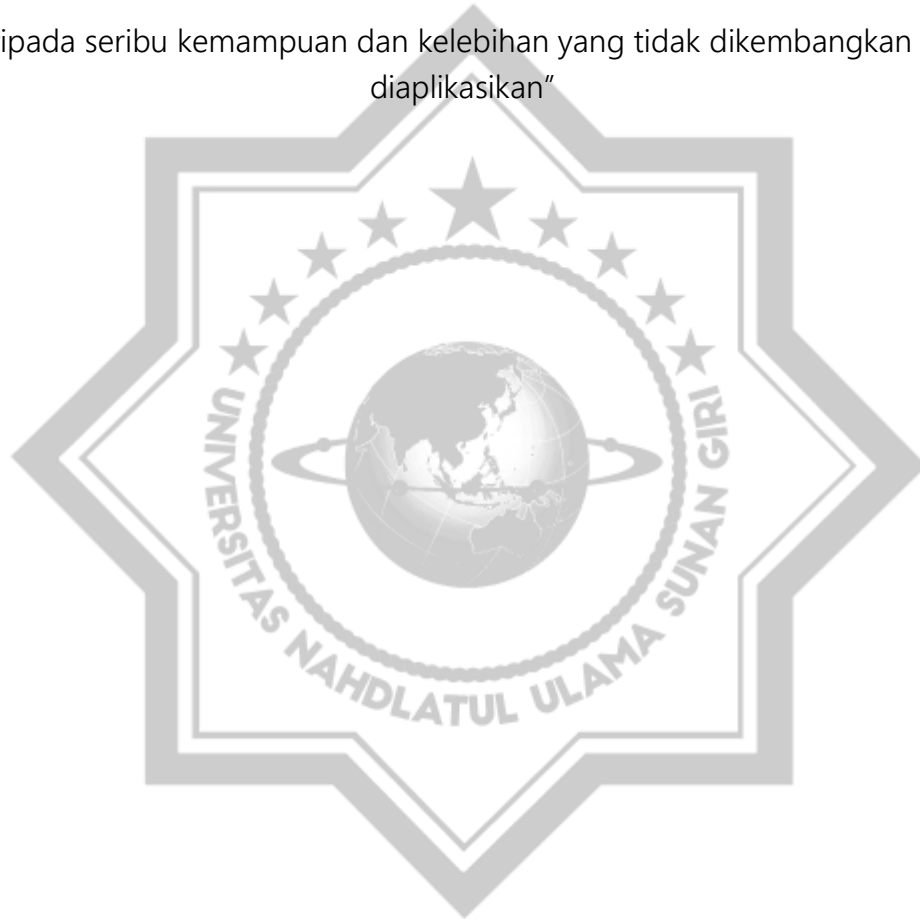 ipada seribu kemampuan dan kelebihan yang tidak dikembangkan
diaplikasikan”
UNIVERSITAS NAHDLATUL ULAMA SUNAN GIRI